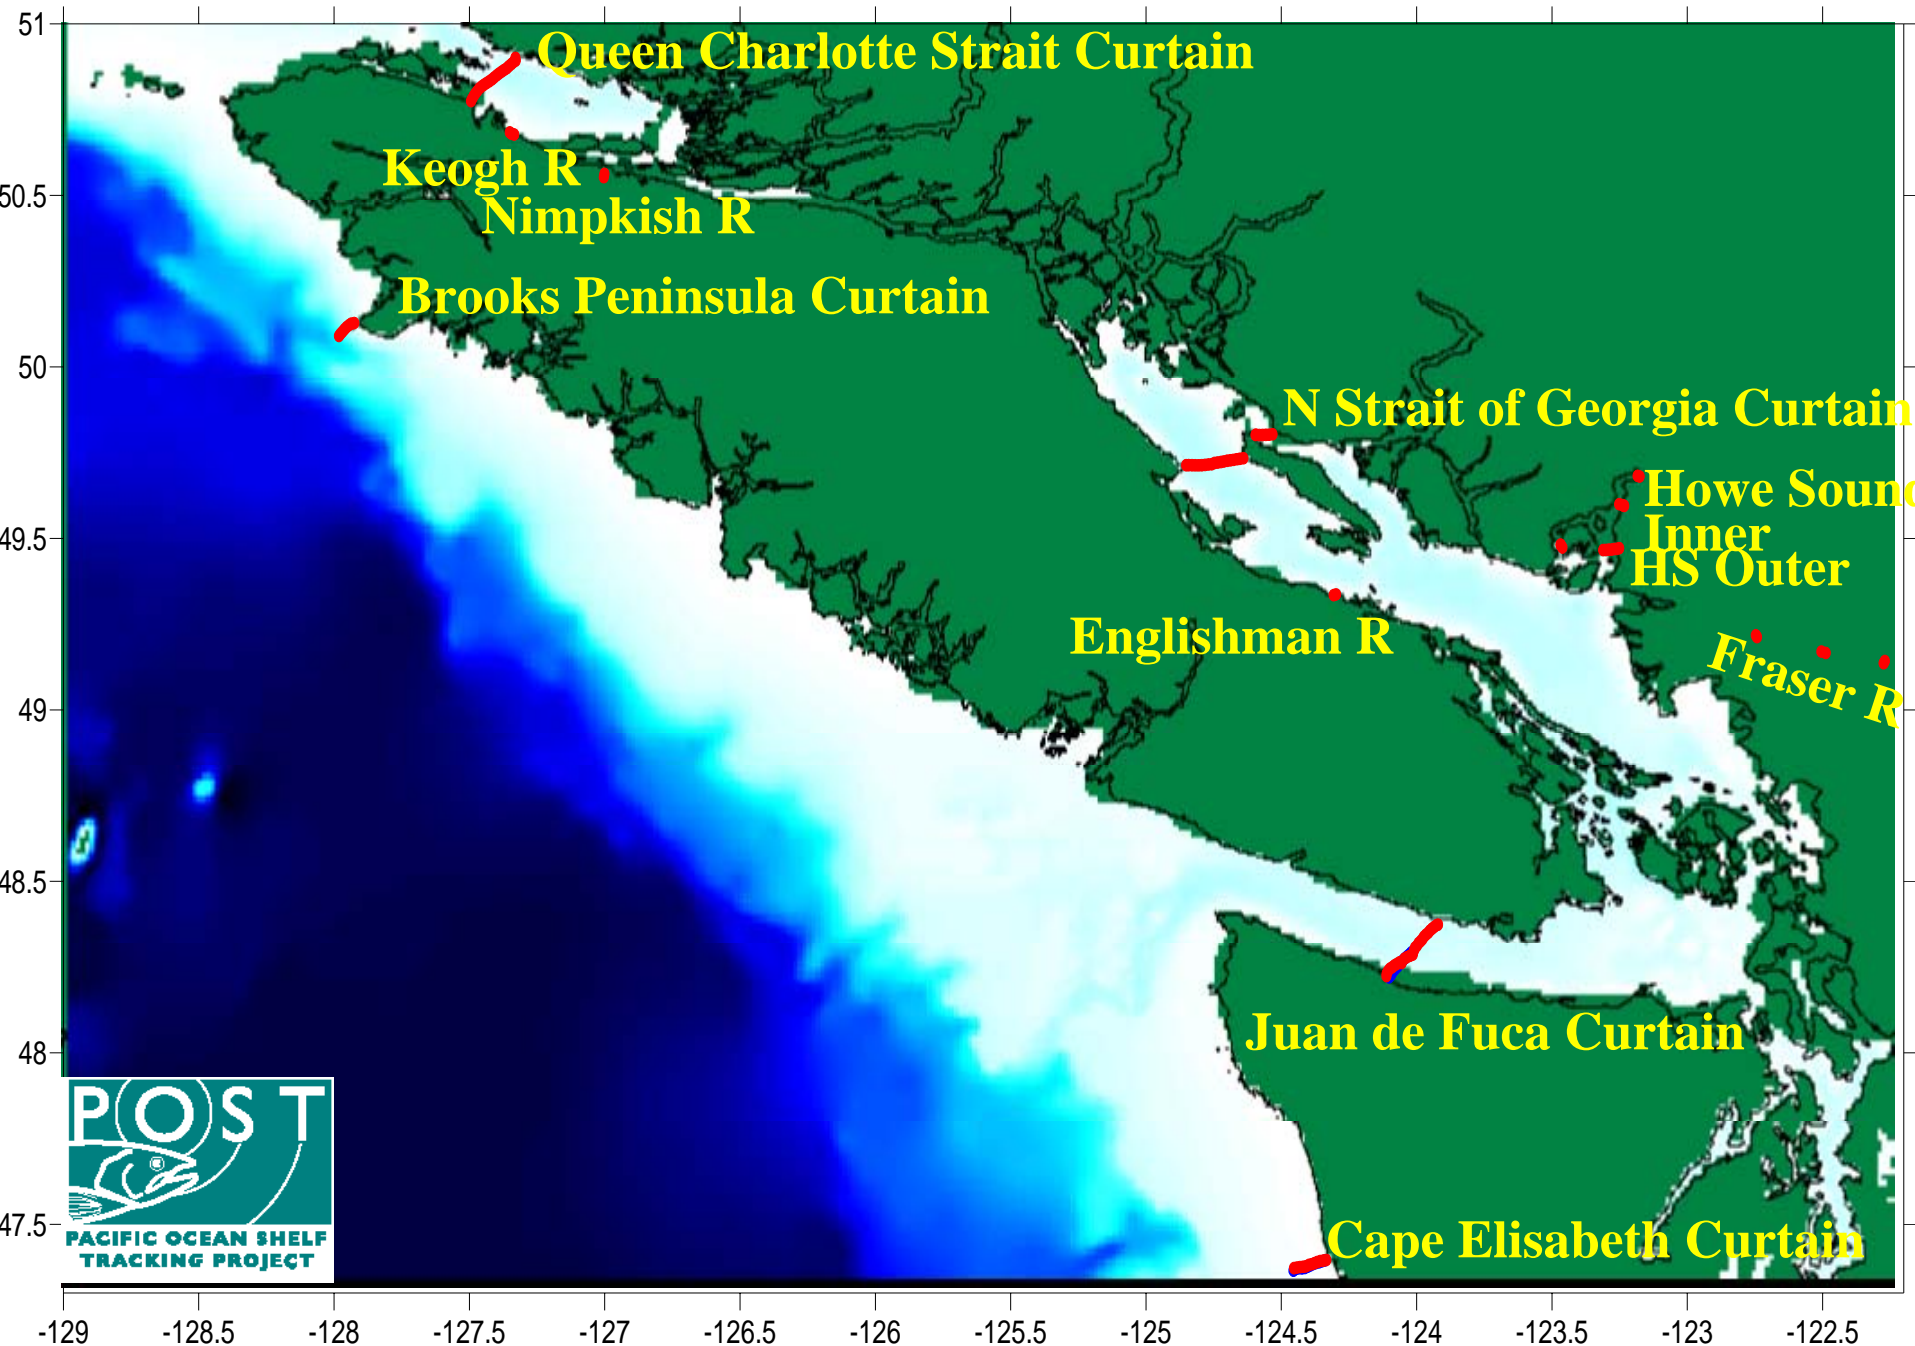 51
Queen Charlotte Strait Curtain
Keogh R
50.5
Nimpkish R
Brooks Peninsula Curtain
50
N Strait of Georgia Curtain
Howe Soun
Inner
49.5
HS Outer
Englishman R
Fraser R
49
48.5
Juan de Fuca Curtain
48
POST
PACIFIC OCEAN SHELF
TRACKING PROJECT
47.5
Cape Elisabeth Curtain
-129 -128.5 -128 -127.5 -127 -126.5 -126 -125.5 -125 -124.5 -124 -123.5 -123 -122.5